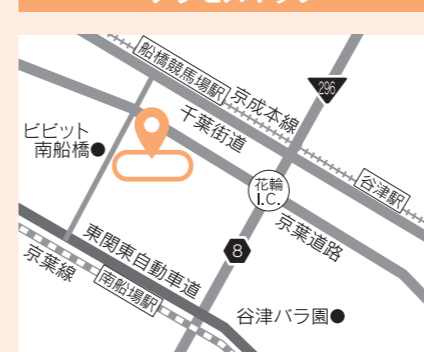 船橋競馬場駅
京成本線
296
千葉街道
ビビット
南船橋●
谷津駅
花輪
I.C.
京葉道路
8
東関東自動車道
京葉線
南船場駅
谷津バラ園●